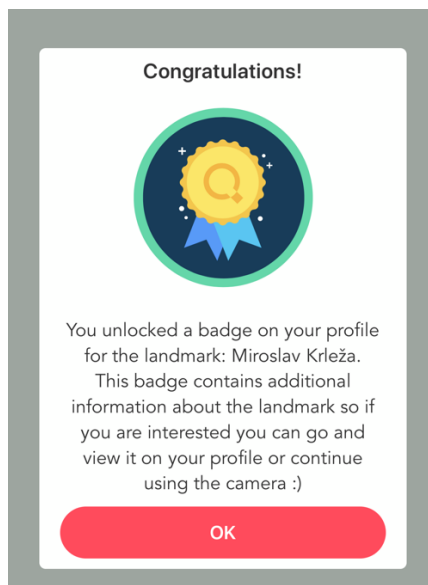 Congratulations!
You unlocked a badge on your profile
for the landmark: Miroslav Krleža.
This badge contains additional
information about the landmark so if
you are interested you can go and
view it on your profile or continue
using the camera :)
OK